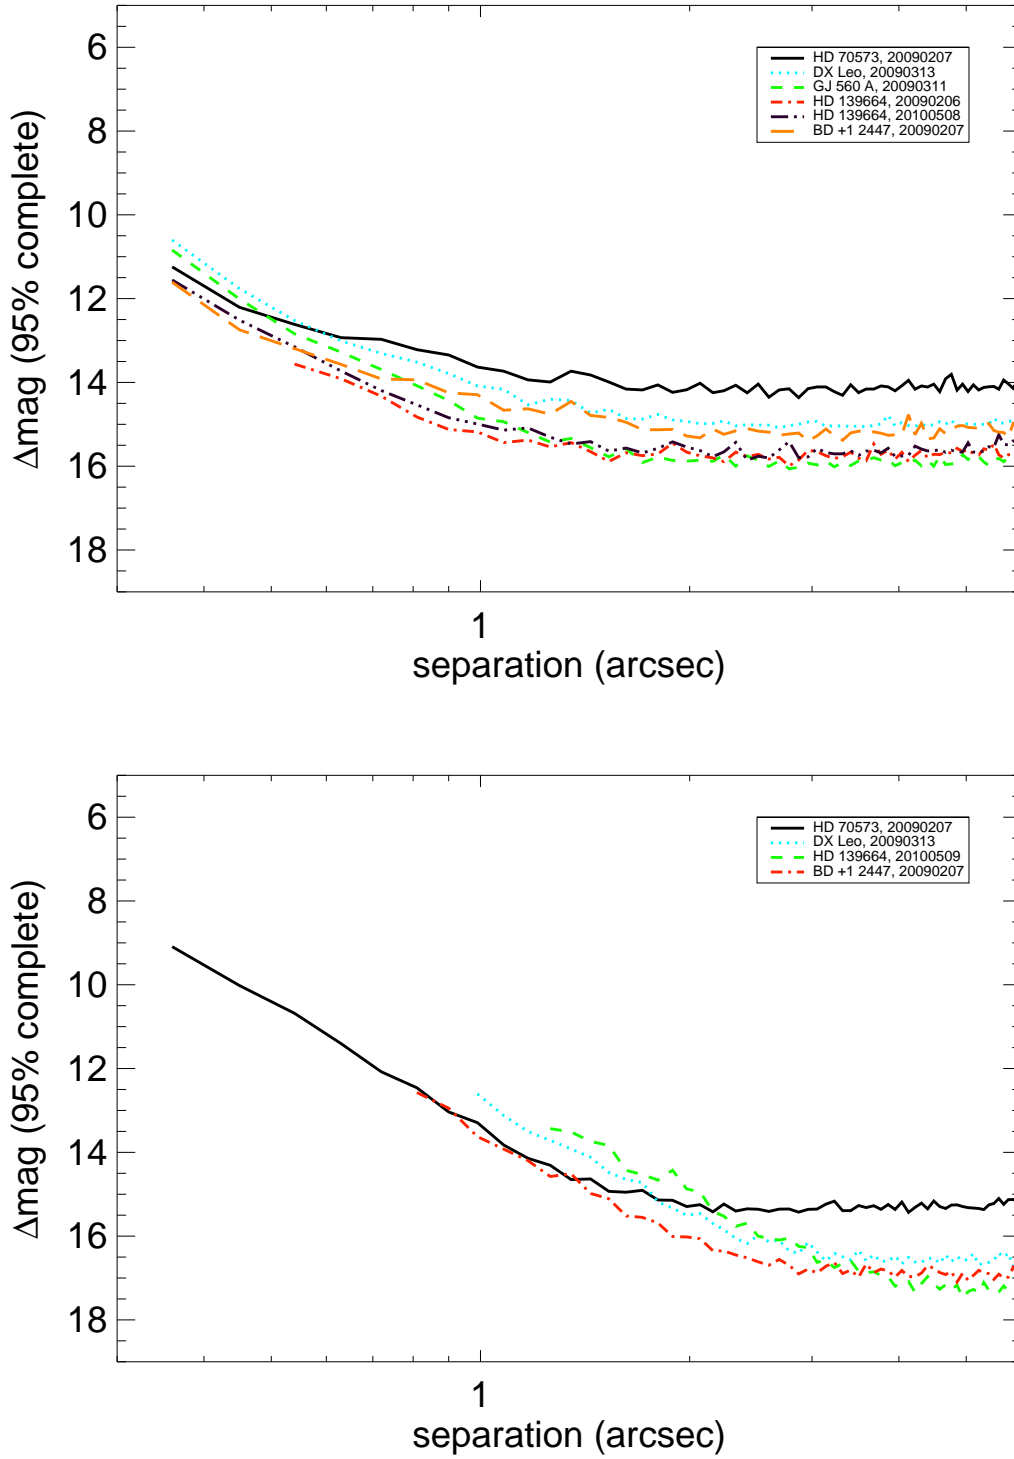 6
8
10
12
14
16
18
Δmag (95% complete)
HD 70573, 20090207
DX Leo, 20090313
GJ 560 A, 20090311
HD 139664, 20090206
HD 139664, 20100508
BD +1 2447, 20090207
1
separation (arcsec)
6
8
10
12
14
16
18
Δmag (95% complete)
HD 70573, 20090207
DX Leo, 20090313
HD 139664, 20100509
BD +1 2447, 20090207
1
separation (arcsec)